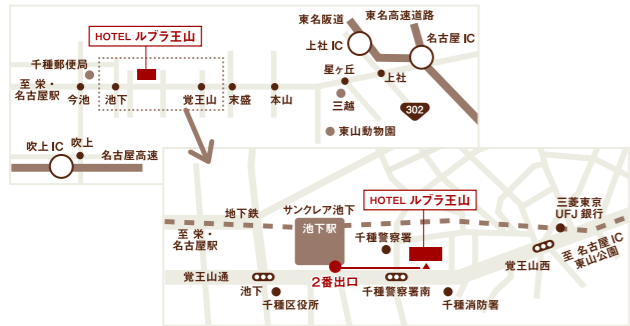 東名阪道
東名高速道路
上社 IC
名古屋 IC
HOTEL ルブラ王山
千種郵便局
至 栄・
名古屋駅
今池
池下
覚王山
末盛
本山
星ヶ丘
上社
三越
302
東山動物園
吹上 IC
吹上
名古屋高速
HOTEL ルブラ王山
地下鉄
サンクレア池下
池下駅
至 栄・
名古屋駅
千種警察署
三菱東京
UFJ 銀行
覚王山通
2番出口
覚王山西
至 名古屋 IC
東山公園
池下
千種区役所
千種警察署南
千種消防署